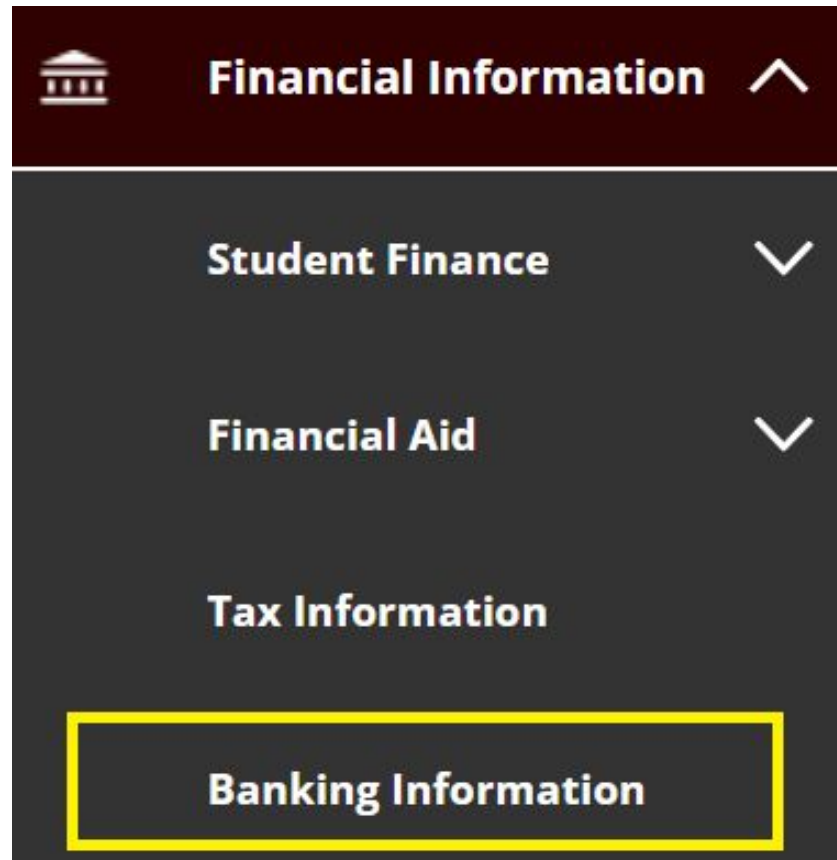 Financial Information
Student Finance
Financial Aid
Tax Information
Banking Information